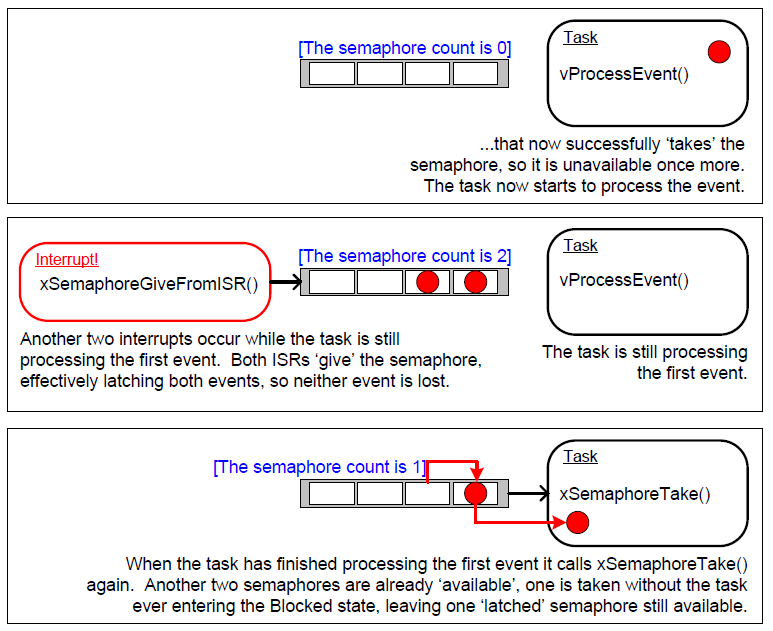 [The semaphore count is 0]
Task
vProcessEvent()
...that now successfully ‘takes’ the
semaphore, so it is unavailable once more.
The task now starts to process the event.
Interrupt!
xSemaphoreGiveFromISR()
[The semaphore count is 2]
Task
vProcessEvent()
Another two interrupts occur while the task is still
processing the first event.  Both ISRs ‘give’ the semaphore,
effectively latching both events, so neither event is lost.
The task is still processing
the first event.
[The semaphore count is 1]
Task
xSemaphoreTake()
When the task has finished processing the first event it calls xSemaphoreTake()
again.  Another two semaphores are already ‘available’, one is taken without the task
ever entering the Blocked state, leaving one ‘latched’ semaphore still available.